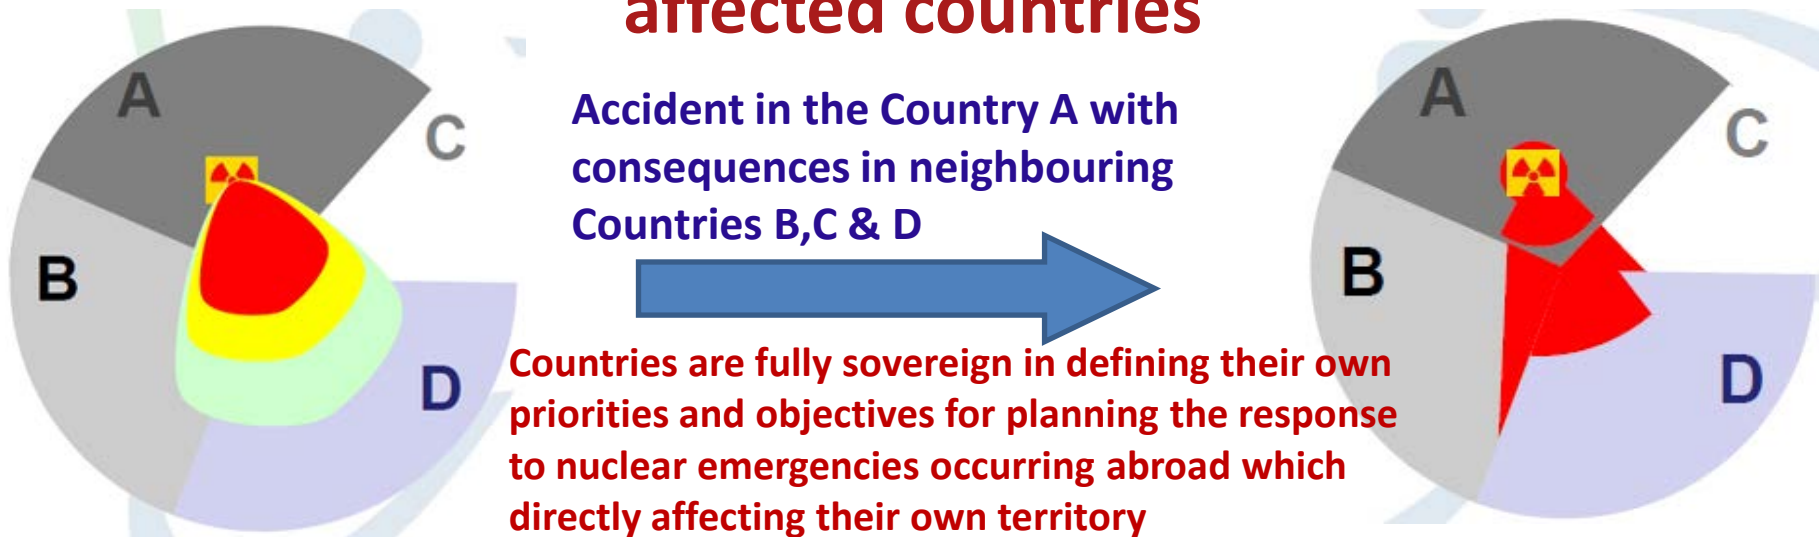 affected countries
A
C
B
D
Accident in the Country A with
consequences in neighbouring
Countries B,C & D
Countries are fully sovereign in defining their own
priorities and objectives for planning the response
to nuclear emergencies occurring abroad which
directly affecting their own territory
A
C
B
D